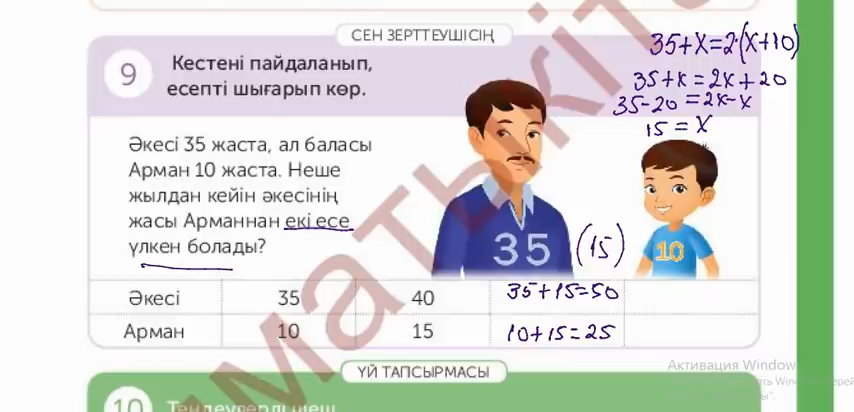 СЕН ЗЕРТТЕУШІСІҢ
9
Кестені пайдаланып,
есепті шығарып көр.
35+x=2·(x+10)
35+x=2x+20
35-20=2x-x
15=x
Әкесі 35 жаста, ал баласы
Арман 10 жаста. Неше
жылдан кейін әкесінің
жасы Арманнан екі есе
үлкен болады?
35
(15)
10
Әкесі 35 40 35+15=50
Арман 10 15 10+15=25
ҮЙ ТАПСЫРМАСЫ
Активация Window
10